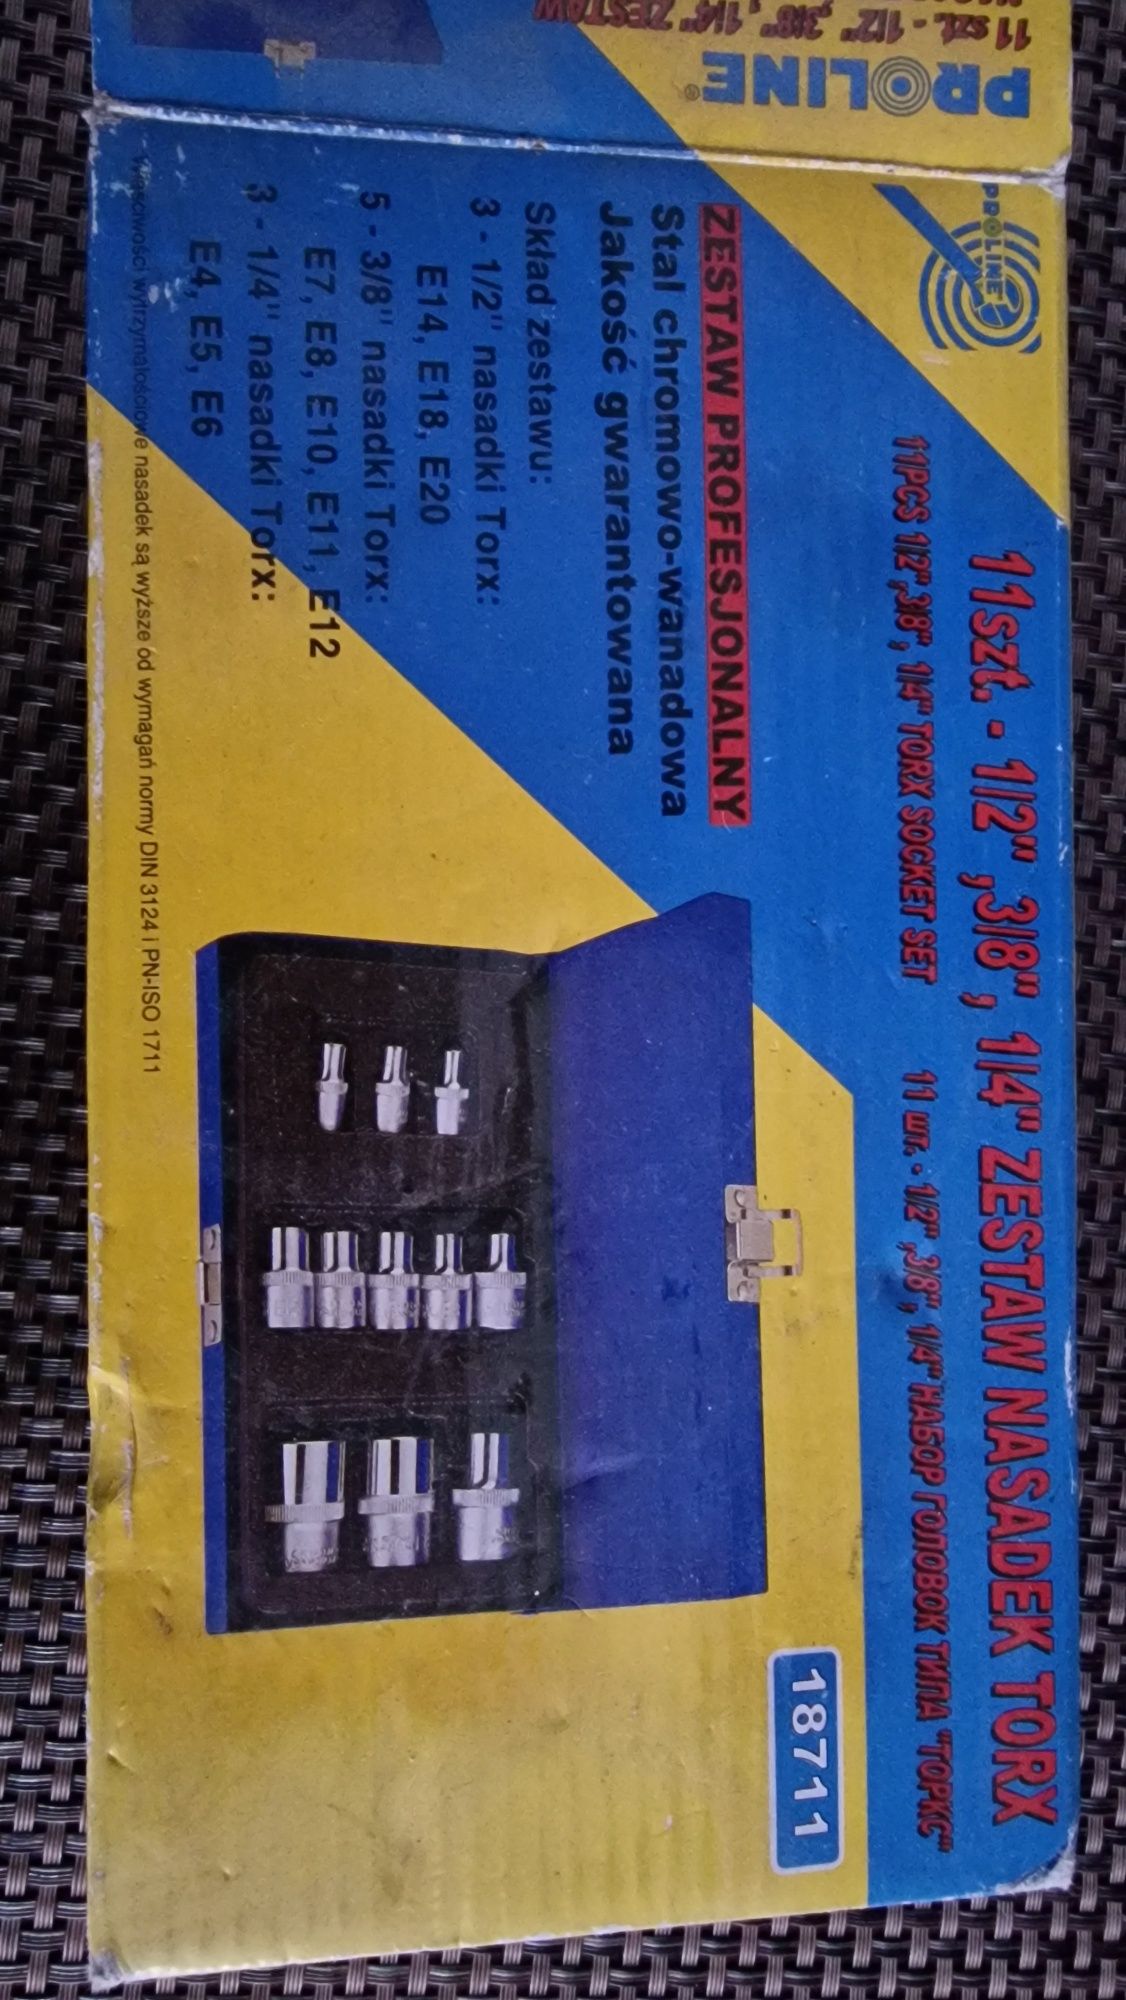 PROLINE
11szt. - 1/2" ,3/8", 1/4" ZESTAW NASADEK TORX
11PCS 1/2" ,3/8", 1/4" TORX SOCKET SET
11 шт. - 1/2" ,3/8", 1/4" НАБОР ГОЛОВОК ТИПА "ТОРКС"
ZESTAW PROFESJONALNY
Stal chromowo-wanadowa
Jakość gwarantowana
Skład zestawu:
3 - 1/2" nasadki Torx:
E14, E18, E20
5 - 3/8" nasadki Torx:
E7, E8, E10, E11, E12
3 - 1/4" nasadki Torx:
E4, E5, E6
Właściwości wytrzymałościowe nasadek są wyższe od wymagań normy DIN 3124 i PN-ISO 1711
18711
PROLINE®
11 szt. - 1/2" ,3/8", 1/4" ZESTAW